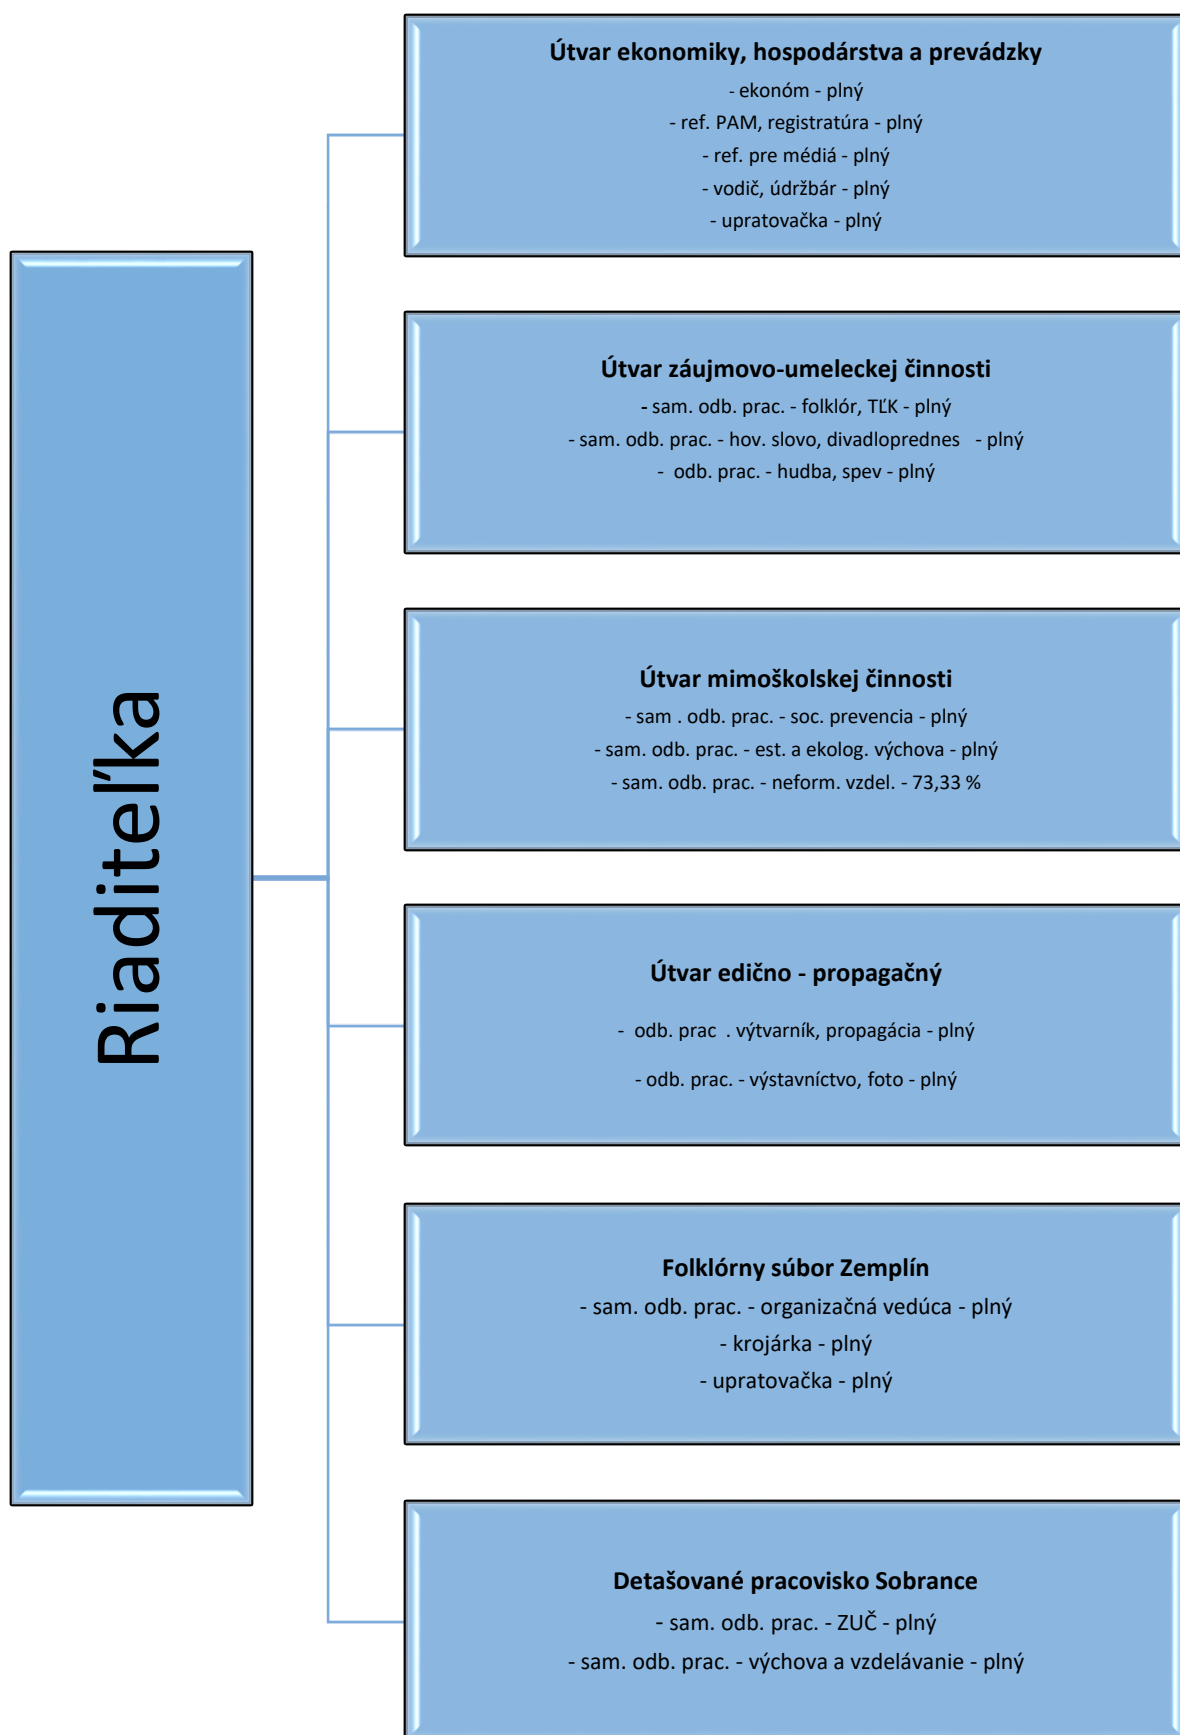 Riaditeľka
Útvar ekonomiky, hospodárstva a prevádzky
- ekonóm - plný
- ref. PAM, registratúra - plný
- ref. pre médiá - plný
- vodič, údržbár - plný
- upratovačka - plný
Útvar záujmovo-umeleckej činnosti
- sam. odb. prac. - folklór, TĽK - plný
- sam. odb. prac. - hov. slovo, divadloprednes - plný
- odb. prac. - hudba, spev - plný
Útvar mimoškolskej činnosti
- sam . odb. prac. - soc. prevencia - plný
- sam. odb. prac. - est. a ekolog. výchova - plný
- sam. odb. prac. - neform. vzdel. - 73,33 %
Útvar edično - propagačný
- odb. prac . výtvarník, propagácia - plný
- odb. prac. - výstavníctvo, foto - plný
Folklórny súbor Zemplín
- sam. odb. prac. - organizačná vedúca - plný
- krojárka - plný
- upratovačka - plný
Detašované pracovisko Sobrance
- sam. odb. prac. - ZUČ - plný
- sam. odb. prac. - výchova a vzdelávanie - plný